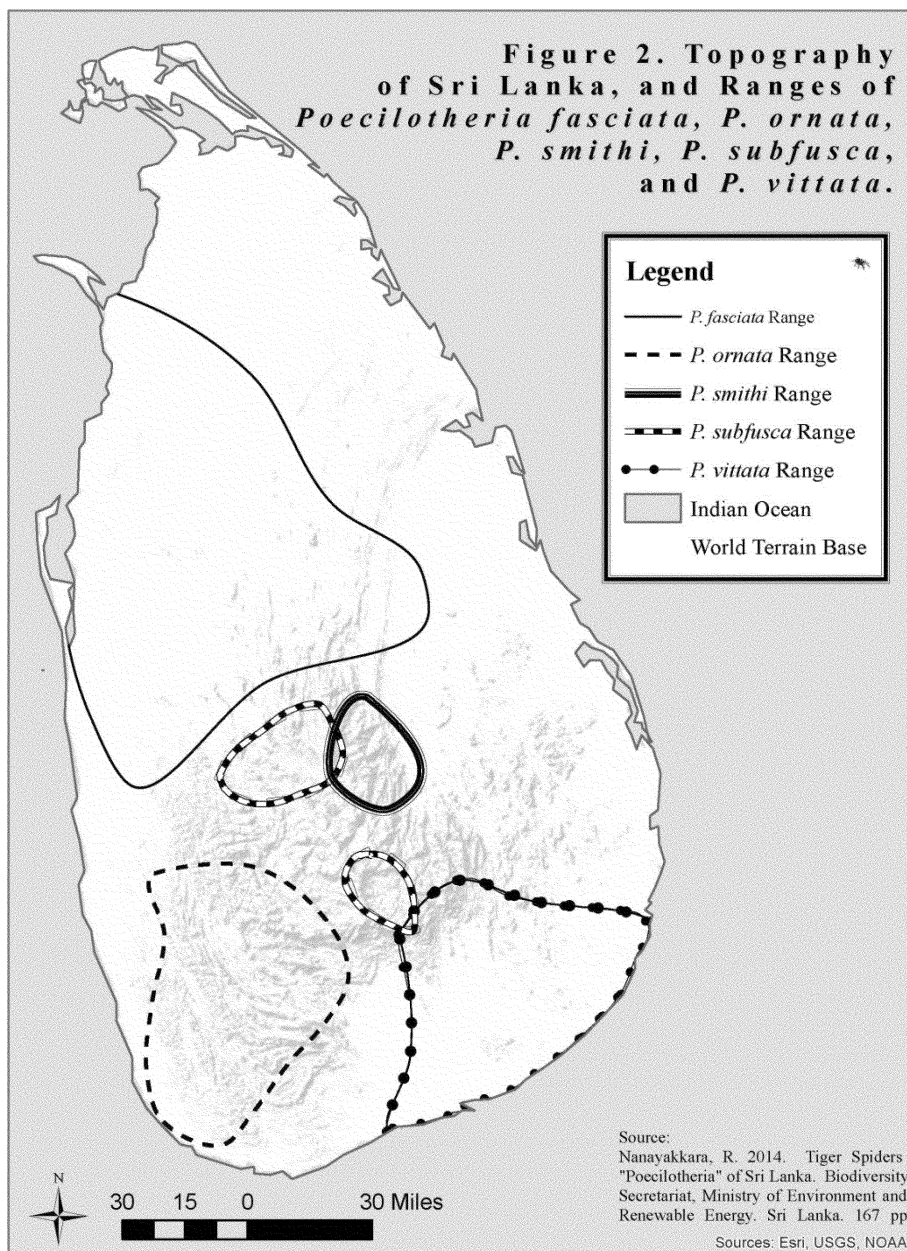 Figure 2. Topography
of Sri Lanka, and Ranges of
Poecilotheria fasciata, P. ornata,
P. smithi, P. subfusca,
and P. vittata.
Legend
P. fasciata Range
P. ornata Range
P. smithi Range
P. subfusca Range
P. vittata Range
Indian Ocean
World Terrain Base
N
30 15 0 30 Miles
Source:
Nanayakkara, R. 2014. Tiger Spiders
"Poecilotheria" of Sri Lanka. Biodiversity
Secretariat, Ministry of Environment and
Renewable Energy. Sri Lanka. 167 pp
Sources: Esri, USGS, NOAA